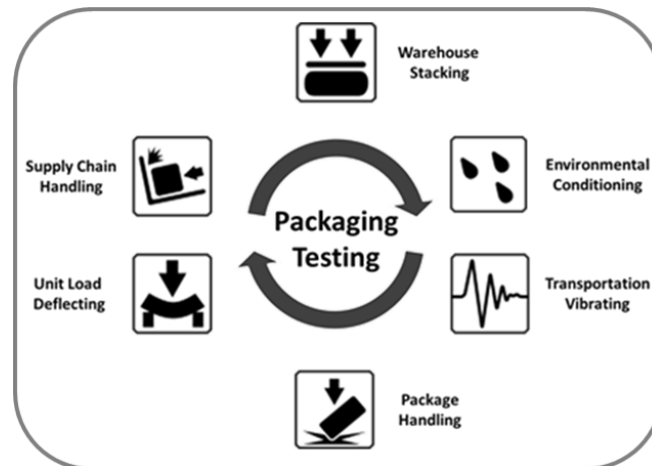 Warehouse
Stacking
Supply Chain
Handling
Environmental
Conditioning
Packaging
Testing
Unit Load
Deflecting
Transportation
Vibrating
Package
Handling